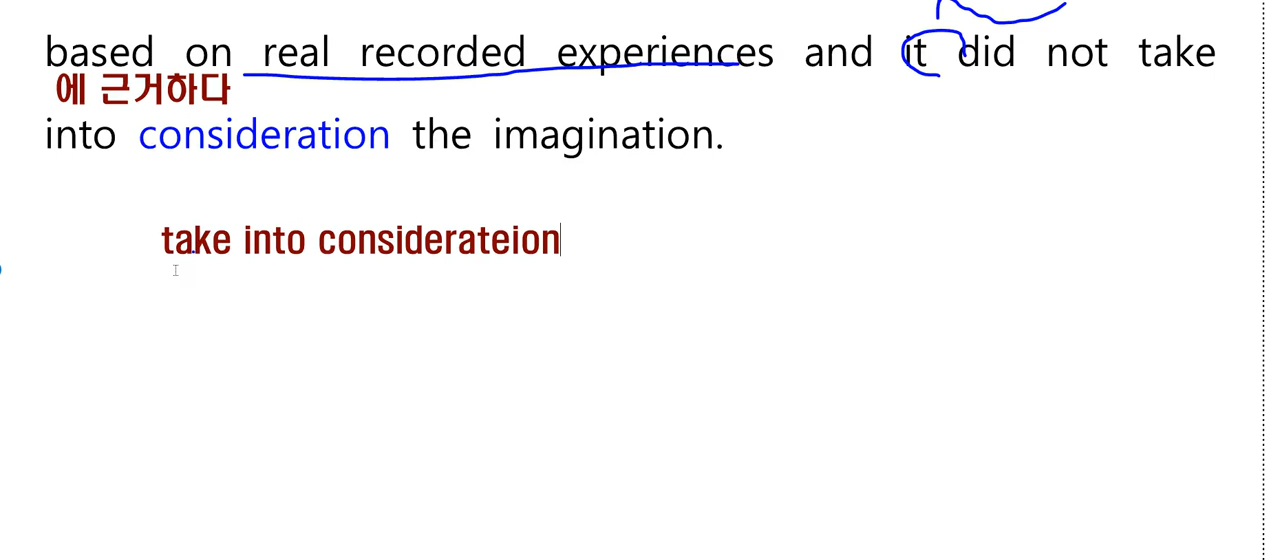 based on real recorded experiences and it did not take
에 근거하다
into consideration the imagination.
take into considerateion